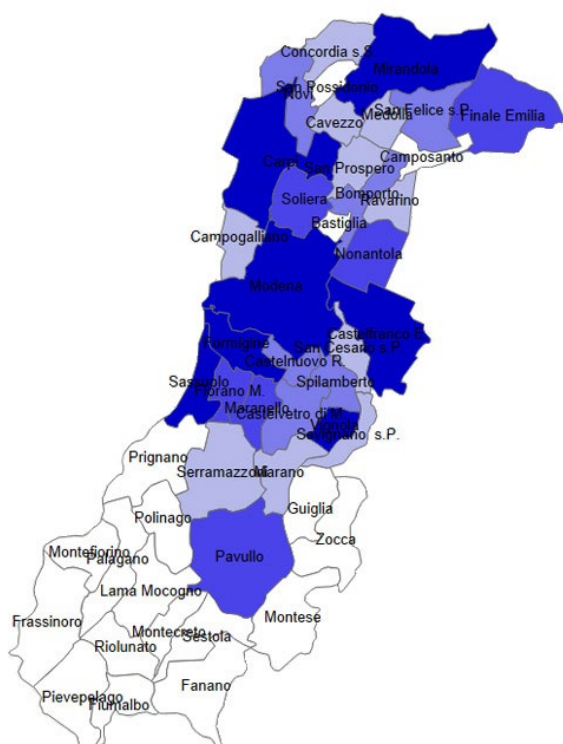 Concordia s.S.
Mirandola
San Possidonio
Novi
Medolla
San Felice s.P.
Finale Emilia
Cavezzo
Carpi
San Prospero
Camposanto
Soliera
Bomporto
Ravarino
Bastiglia
Campogalliano
Nonantola
Modena
Castelfranco E.
Formigine
San Cesario s.P.
Castelnuovo R.
Sassuolo
Fiorano M.
Spilamberto
Maranello
Castelvetro di M.
Vignola
Savignano s.P.
Prignano
Serramazzoni
Marano
Guiglia
Polinago
Zocca
Montefiorino
Palagano
Pavullo
Lama Mocogno
Frassinoro
Montecreto
Sestola
Montese
Riolunato
Pievepelago
Fanano
Fiumalbo